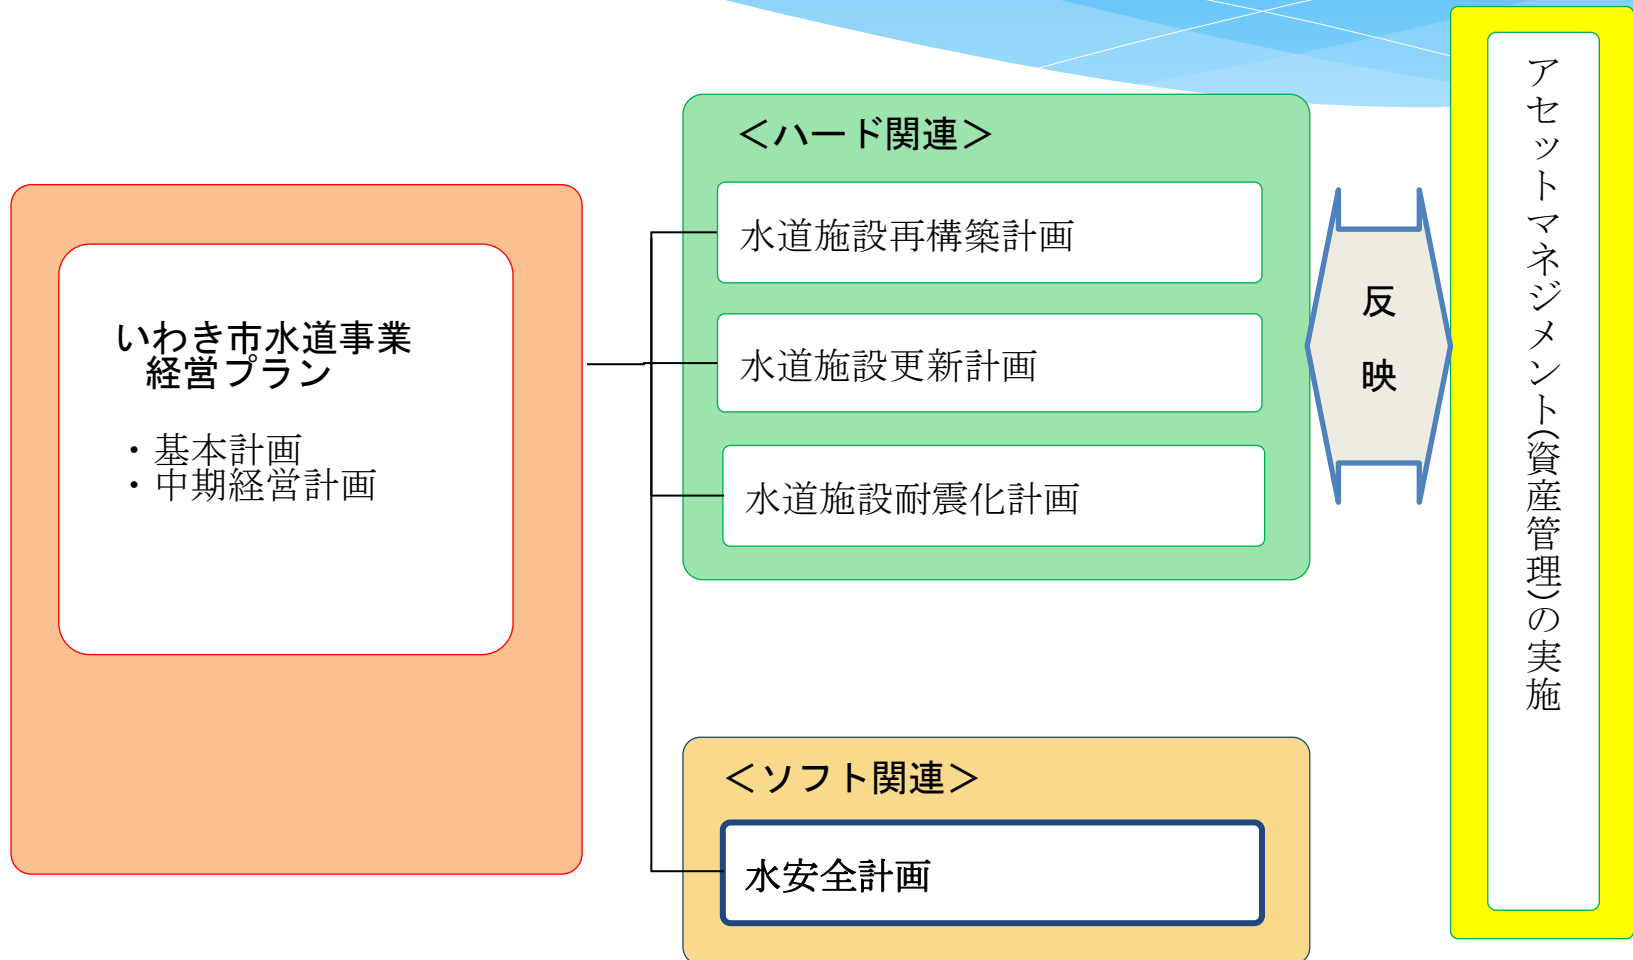 いわき市水道事業
経営プラン
・基本計画
・中期経営計画
＜ハード関連＞
水道施設再構築計画
水道施設更新計画
水道施設耐震化計画
＜ソフト関連＞
水安全計画
反映
アセットマネジメント(資産管理)の実施